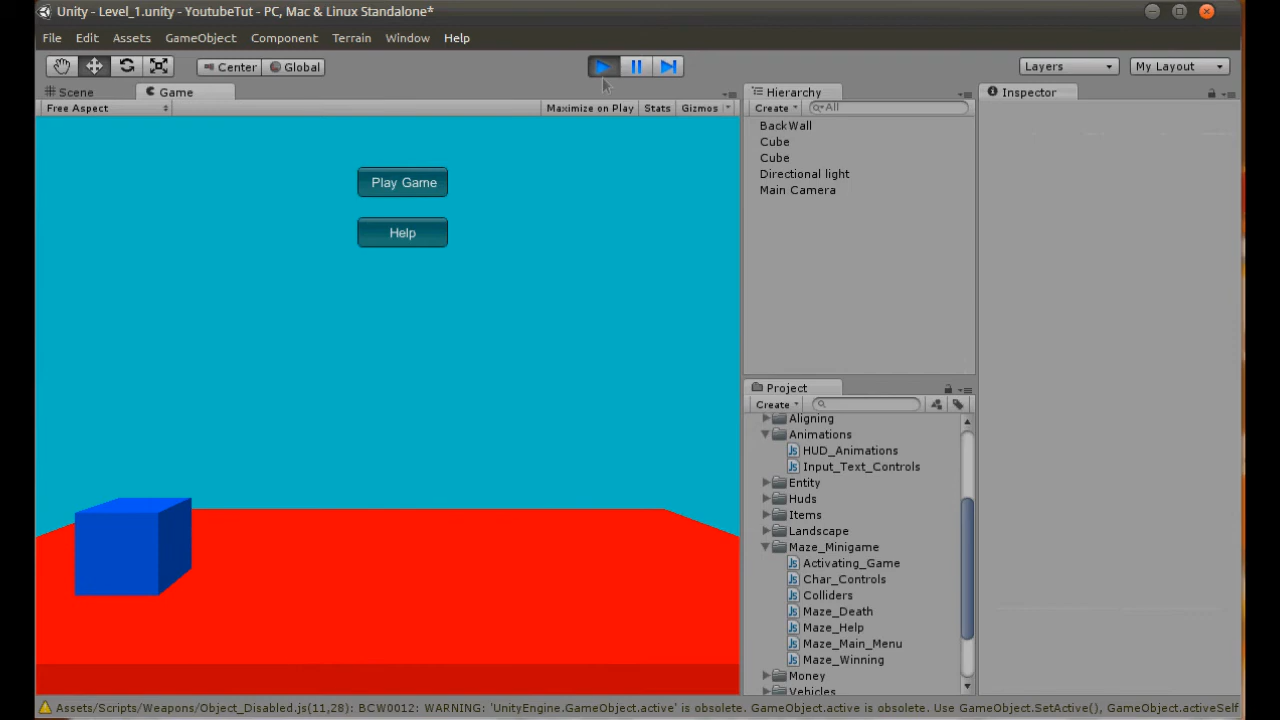 Unity - Level_1.unity - YoutubeTut - PC, Mac & Linux Standalone*
File Edit Assets GameObject Component Terrain Window Help
Center Global Layers My Layout
Scene Game Hierarchy Inspector
Free Aspect Maximize on Play Stats Gizmos Create All
BackWall
Cube
Cube
Directional light
Main Camera
Play Game
Help
Project
Create
Aligning
Animations
HUD_Animations
Input_Text_Controls
Entity
Huds
Items
Landscape
Maze_Minigame
Activating_Game
Char_Controls
Colliders
Maze_Death
Maze_Help
Maze_Main_Menu
Maze_Winning
Money
Vehicles
Assets/Scripts/Weapons/Object_Disabled.js(11,28): BCW0012: WARNING: 'UnityEngine.GameObject.active' is obsolete. GameObject.active is obsolete. Use GameObject.SetActive(), GameObject.activeSelf